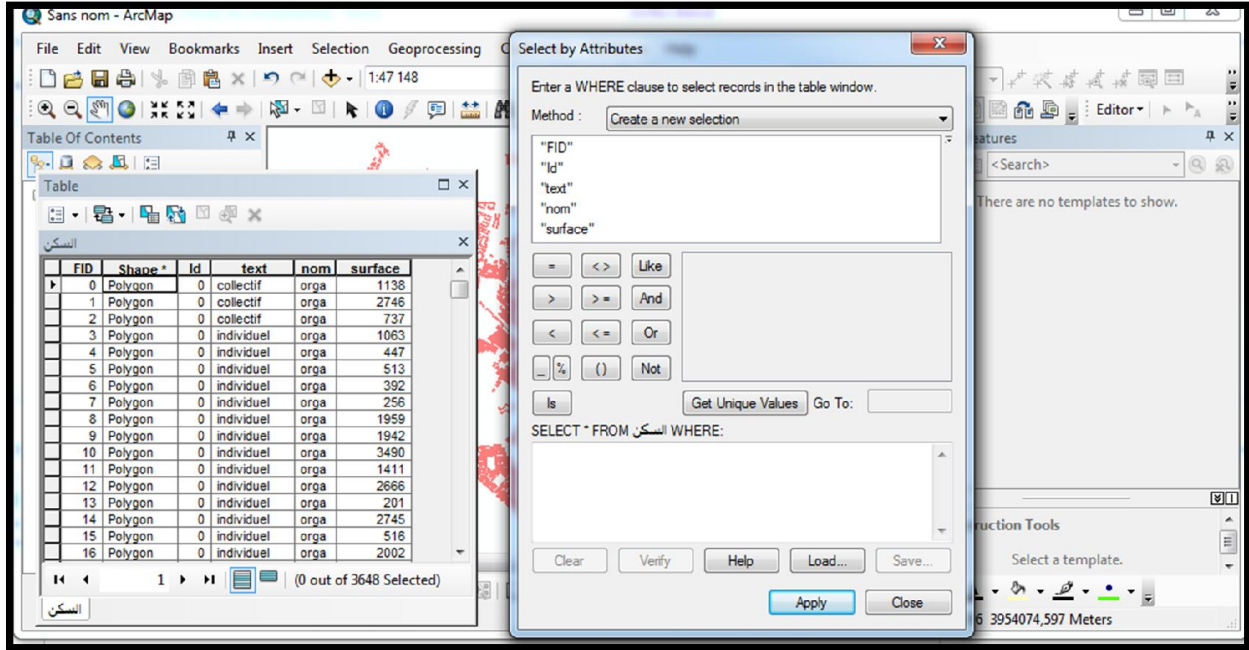 Sans nom - ArcMap
File Edit View Bookmarks Insert Selection Geoprocessing
1:47 148
Editor
Table Of Contents
Table
السكن
FID Shape * Id text nom surface
0 Polygon 0 collectif orga 1138
1 Polygon 0 collectif orga 2746
2 Polygon 0 collectif orga 737
3 Polygon 0 individuel orga 1063
4 Polygon 0 individuel orga 447
5 Polygon 0 individuel orga 513
6 Polygon 0 individuel orga 392
7 Polygon 0 individuel orga 256
8 Polygon 0 individuel orga 1959
9 Polygon 0 individuel orga 1942
10 Polygon 0 individuel orga 3490
11 Polygon 0 individuel orga 1411
12 Polygon 0 individuel orga 2666
13 Polygon 0 individuel orga 201
14 Polygon 0 individuel orga 2745
15 Polygon 0 individuel orga 516
16 Polygon 0 individuel orga 2002
1 (0 out of 3648 Selected)
السكن
Select by Attributes
Enter a WHERE clause to select records in the table window.
Method : Create a new selection
"FID"
"Id"
"text"
"nom"
"surface"
= <> Like
> > = And
< < = Or
_ % () Not
Is Get Unique Values Go To:
SELECT * FROM السكن WHERE:
Clear Verify Help Load... Save...
Apply Close
eatures
<Search>
There are no templates to show.
ruction Tools
Select a template.
6 3954074,597 Meters